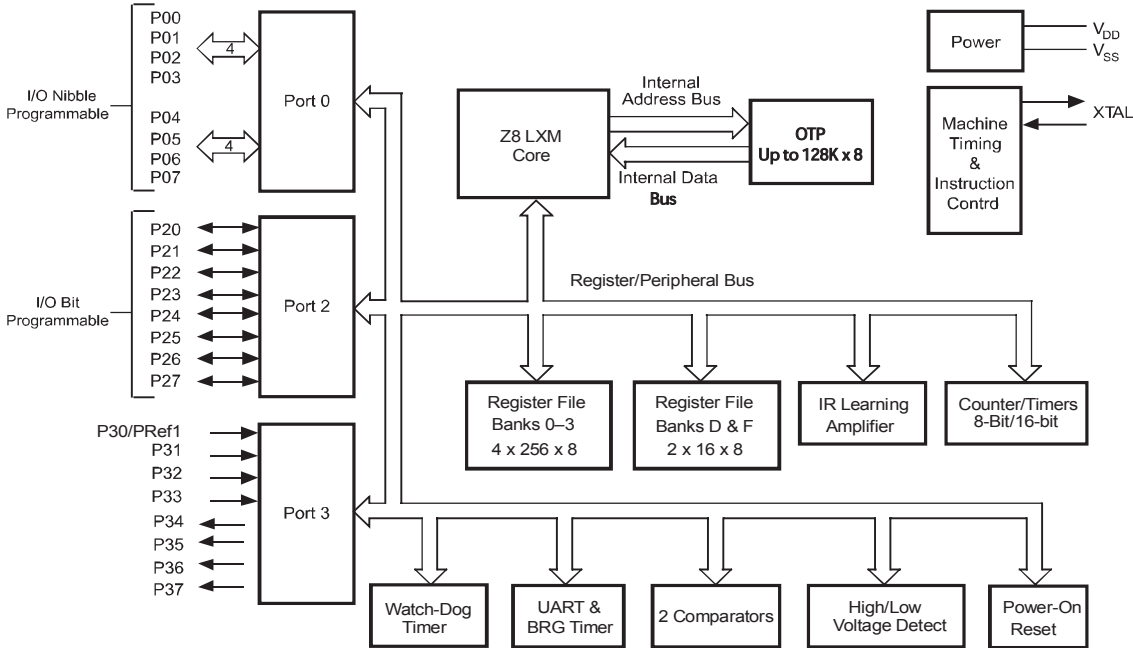 P00
P01
P02
P03
P04
P05
P06
P07
I/O Nibble
Programmable
4
4
Port 0
P20
P21
P22
P23
P24
P25
P26
P27
I/O Bit
Programmable
Port 2
P30/PRef1
P31
P32
P33
P34
P35
P36
P37
Port 3
Z8 LXM
Core
Internal
Address Bus
Internal Data
Bus
OTP
Up to 128K x 8
Power
VDD
VSS
Machine
Timing
&
Instruction
Contrd
XTAL
Register/Peripheral Bus
Register File
Banks 0–3
4 x 256 x 8
Register File
Banks D & F
2 x 16 x 8
IR Learning
Amplifier
Counter/Timers
8-Bit/16-bit
Watch-Dog
Timer
UART &
BRG Timer
2 Comparators
High/Low
Voltage Detect
Power-On
Reset